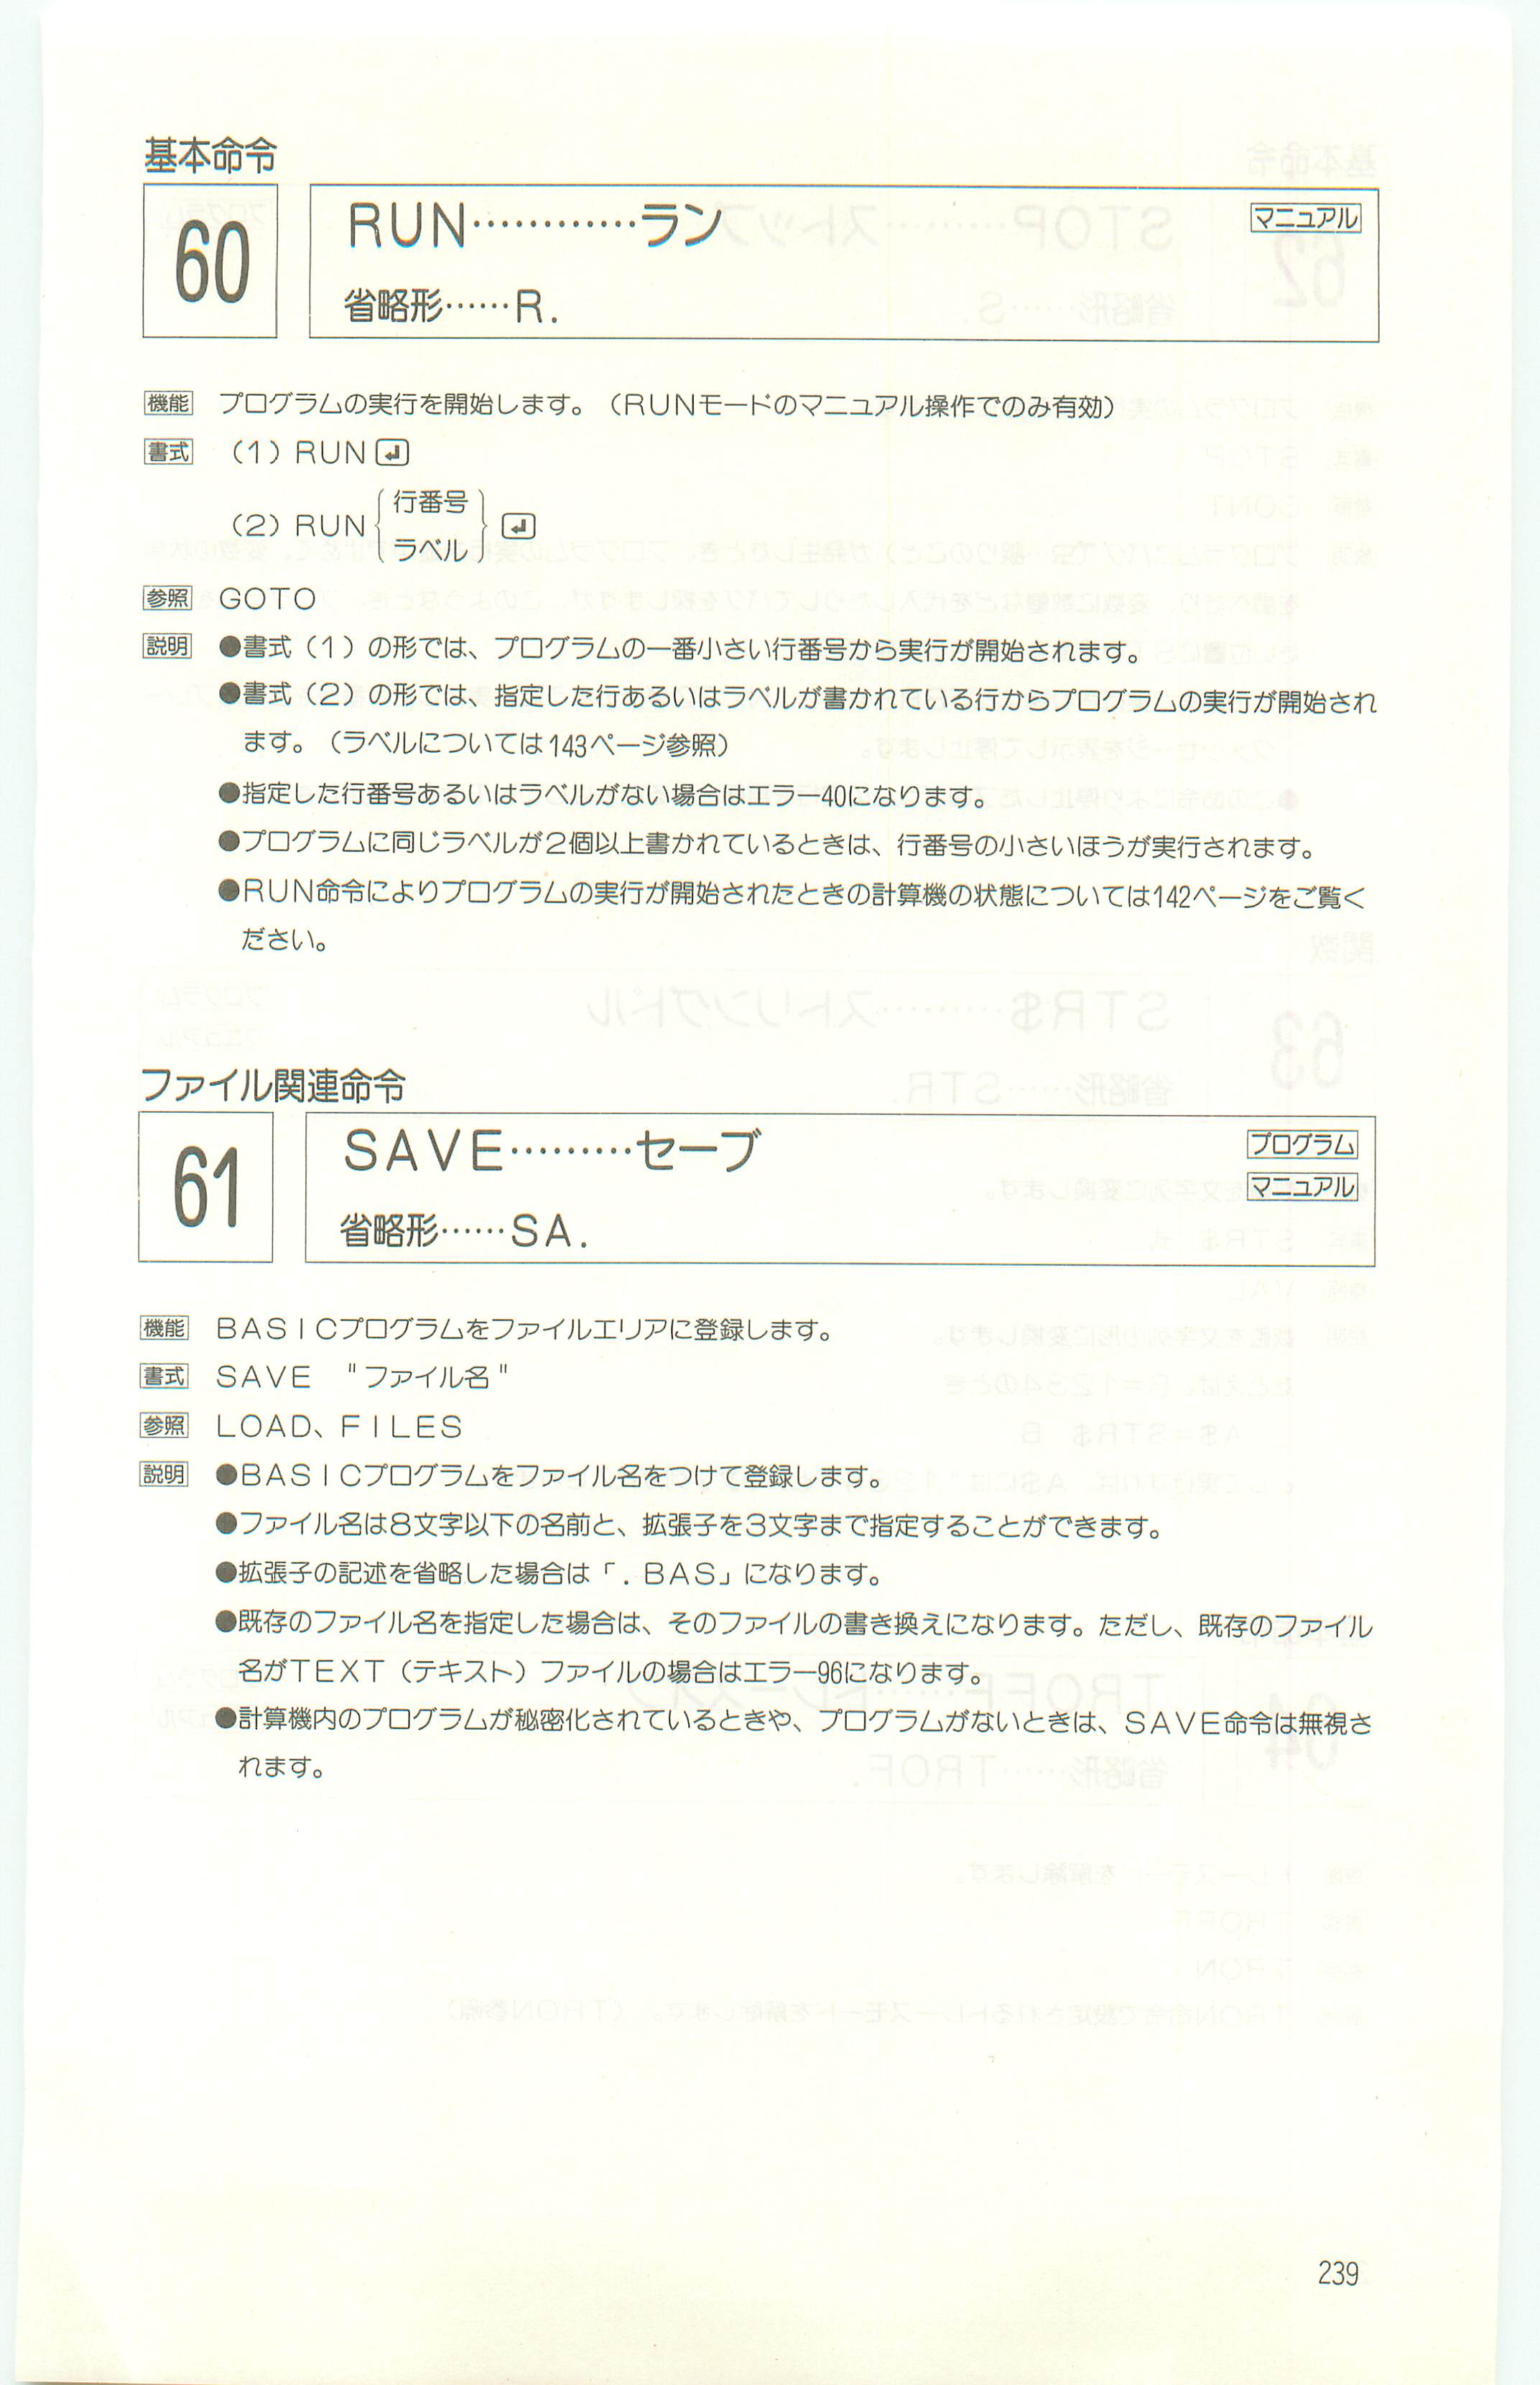 基本命令
60
RUN…………ラン
マニュアル
省略形……R.
機能 プログラムの実行を開始します。（RUNモードのマニュアル操作でのみ有効）
書式 （1）RUN ↲
（2）RUN { 行番号
ラベル } ↲
参照 GOTO
説明 ●書式（1）の形では、プログラムの一番小さい行番号から実行が開始されます。
●書式（2）の形では、指定した行あるいはラベルが書かれている行からプログラムの実行が開始され
ます。（ラベルについては143ページ参照）
●指定した行番号あるいはラベルがない場合はエラー40になります。
●プログラムに同じラベルが2個以上書かれているときは、行番号の小さいほうが実行されます。
●RUN命令によりプログラムの実行が開始されたときの計算機の状態については142ページをご覧く
ださい。
ファイル関連命令
61
SAVE………セーブ
プログラム
マニュアル
省略形……SA.
機能 BASICプログラムをファイルエリアに登録します。
書式 SAVE "ファイル名"
参照 LOAD、FILES
説明 ●BASICプログラムをファイル名をつけて登録します。
●ファイル名は8文字以下の名前と、拡張子を3文字まで指定することができます。
●拡張子の記述を省略した場合は「.BAS」になります。
●既存のファイル名を指定した場合は、そのファイルの書き換えになります。ただし、既存のファイル
名がTEXT（テキスト）ファイルの場合はエラー96になります。
●計算機内のプログラムが秘密化されているときや、プログラムがないときは、SAVE命令は無視さ
れます。
239